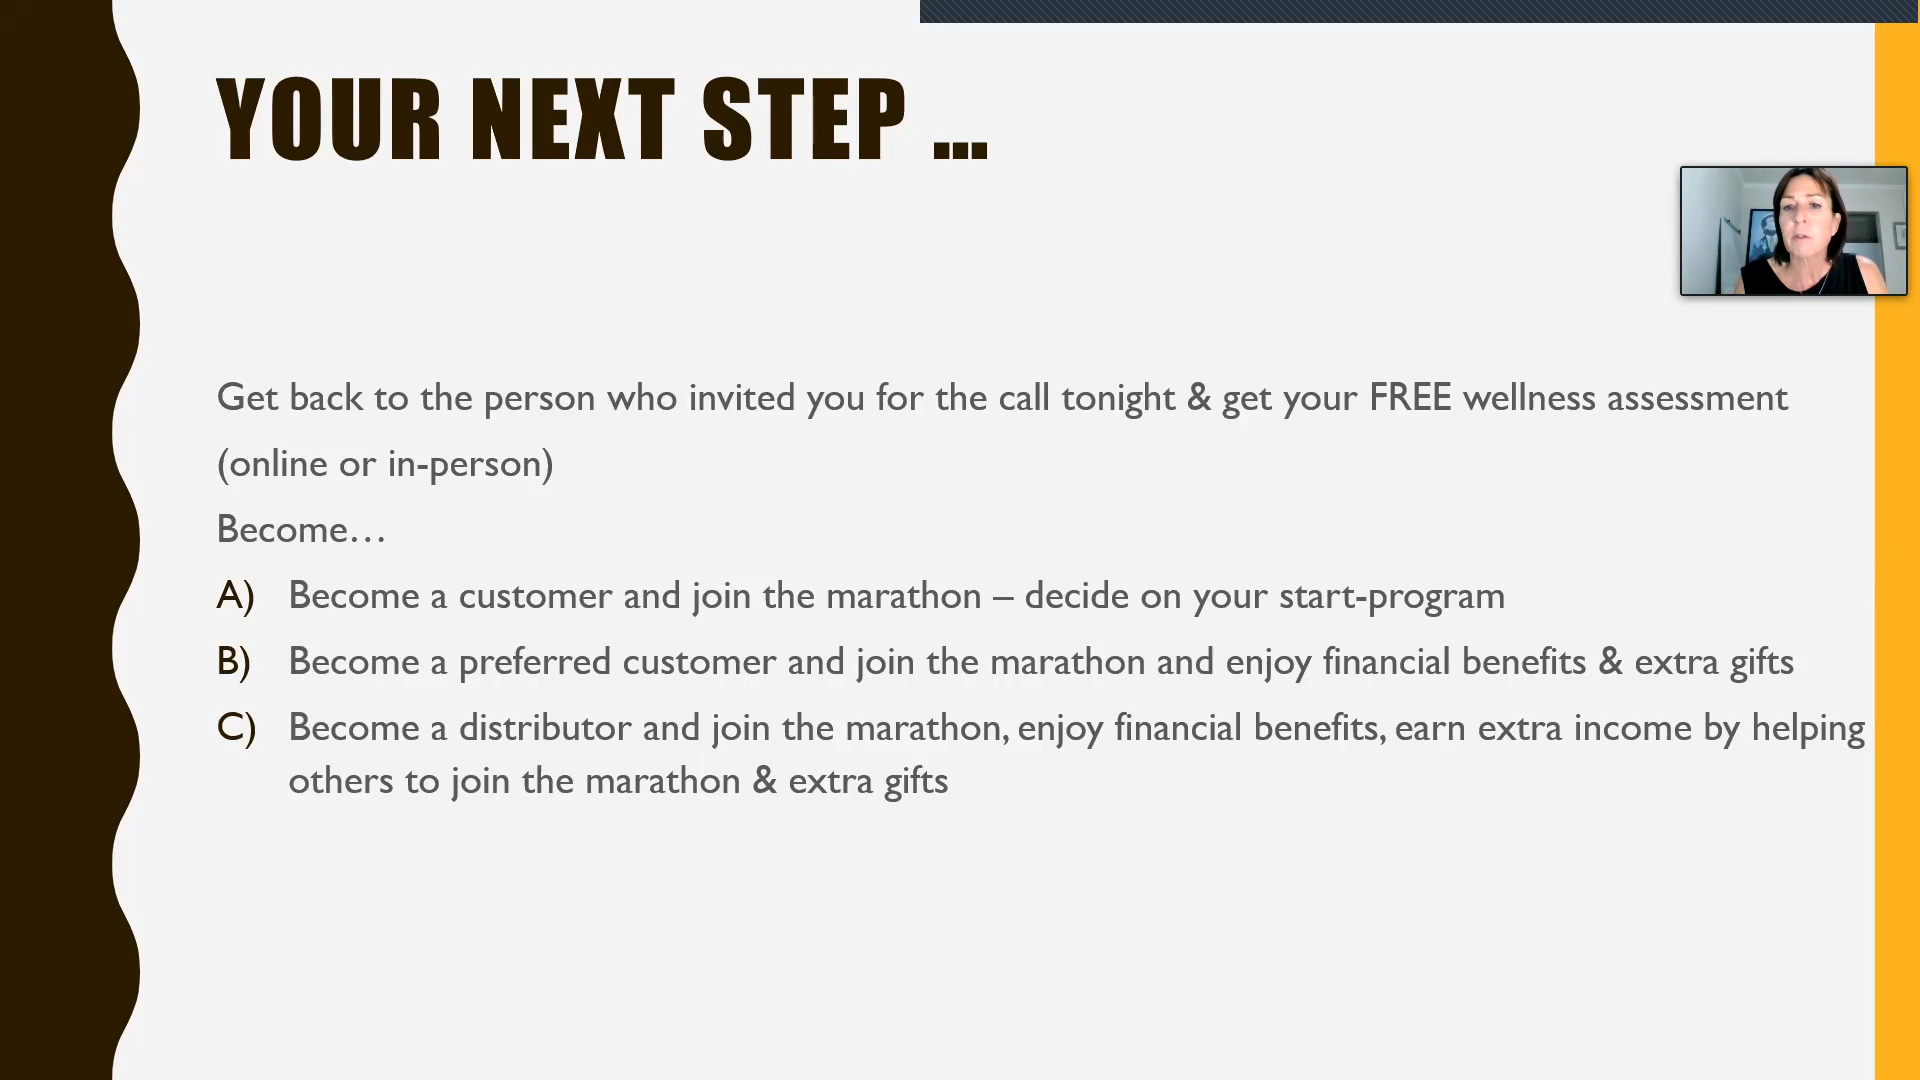 YOUR NEXT STEP …
Get back to the person who invited you for the call tonight & get your FREE wellness assessment
(online or in-person)
Become…
A) Become a customer and join the marathon – decide on your start-program
B) Become a preferred customer and join the marathon and enjoy financial benefits & extra gifts
C) Become a distributor and join the marathon, enjoy financial benefits, earn extra income by helping
others to join the marathon & extra gifts